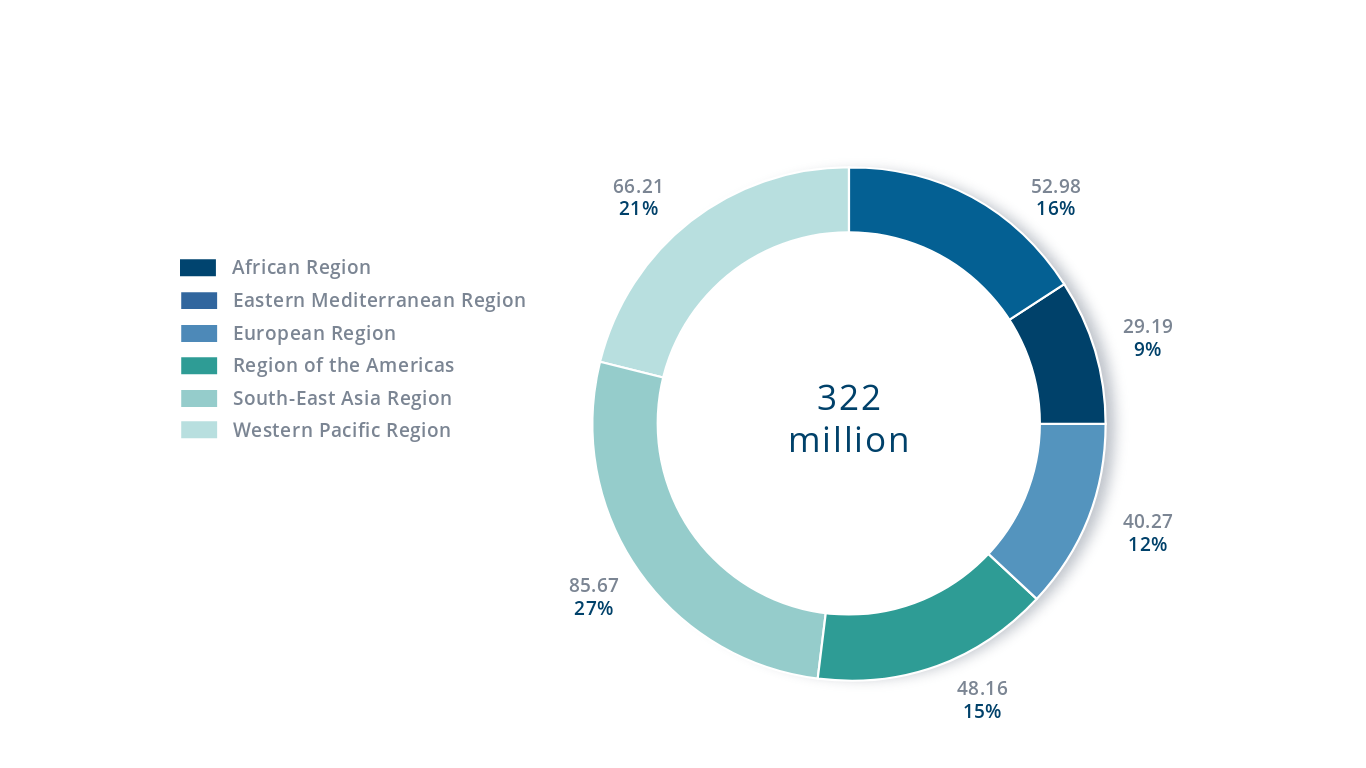 African Region
Eastern Mediterranean Region
European Region
Region of the Americas
South-East Asia Region
Western Pacific Region
66.21
21%
52.98
16%
29.19
9%
322
million
40.27
12%
85.67
27%
48.16
15%